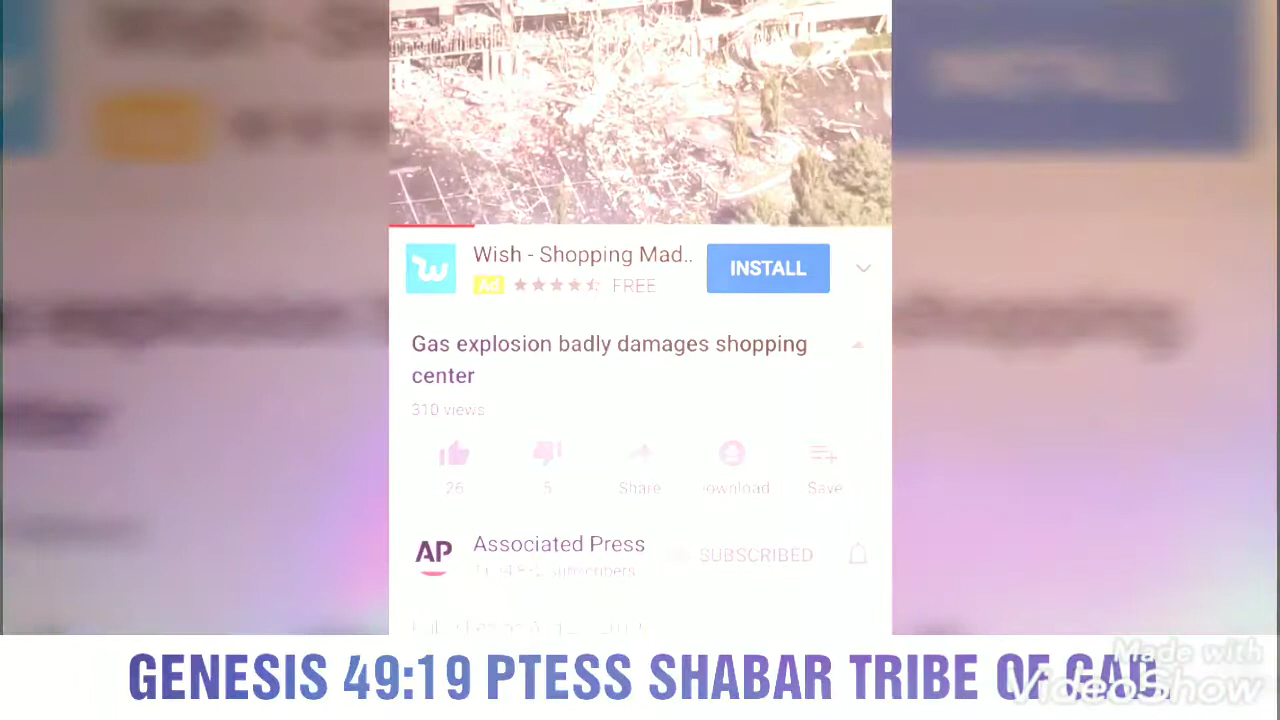 Wish - Shopping Mad..
INSTALL
Ad
FREE
Gas explosion badly damages shopping
center
310 views
26
5
Share
ownload
Save
AP
Associated Press
SUBSCRIBED
subscribers
GENESIS 49:19 PTESS SHABAR TRIBE OF GAD
Made with
VideoShow